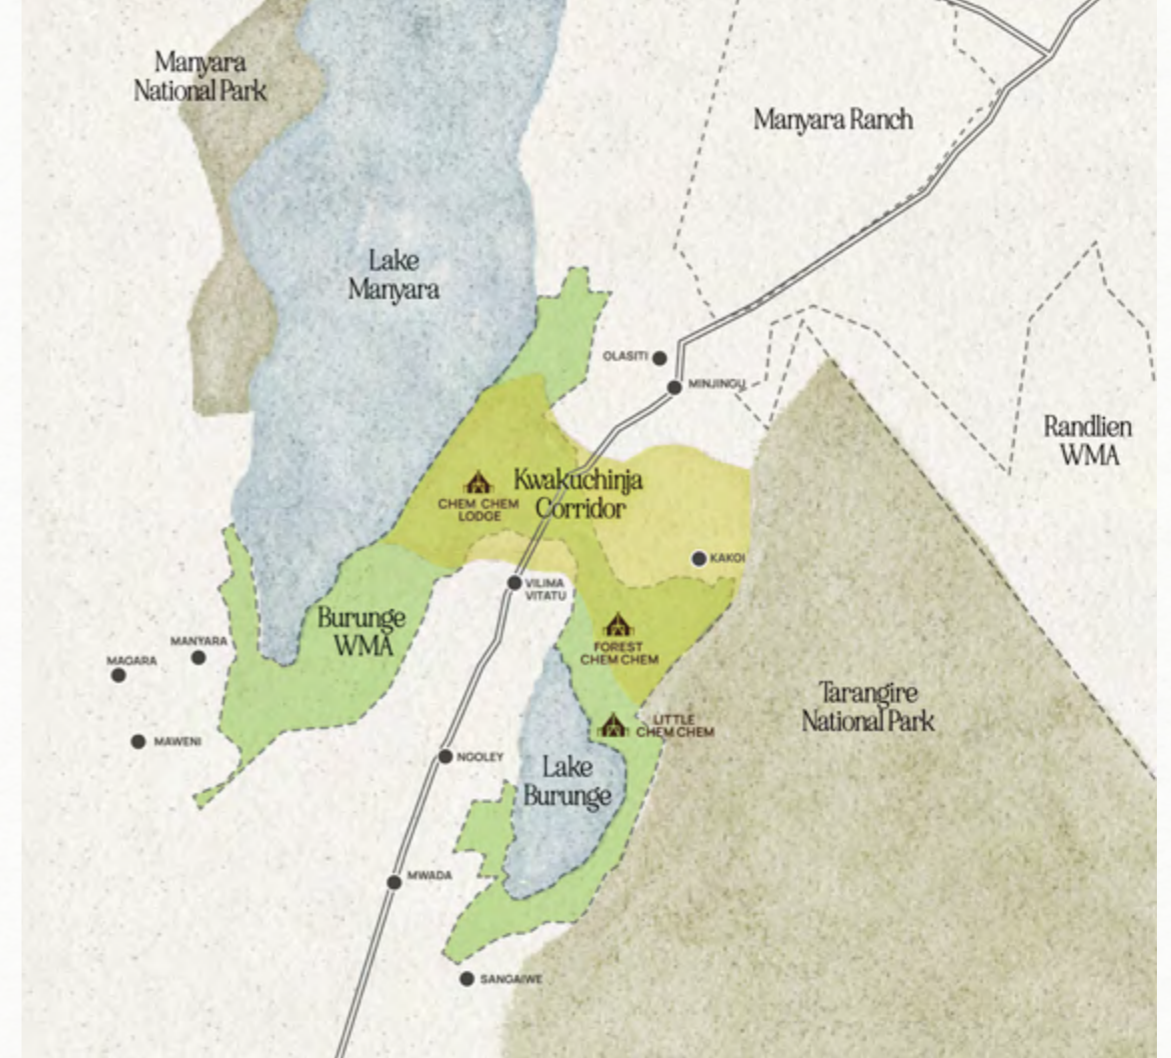 Manyara
National Park
Manyara Ranch
Lake
Manyara
OLASITI
MINJINGU
Randlien
WMA
Kwakuchinja
Corridor
CHEM CHEM
LODGE
KAKOI
VILIMA
VITATU
Burunge
WMA
FOREST
CHEM CHEM
MANYARA
MAGARA
Tarangire
National Park
LITTLE
CHEM CHEM
MAWENI
NGOLEY
Lake
Burunge
MWADA
SANGAIWE